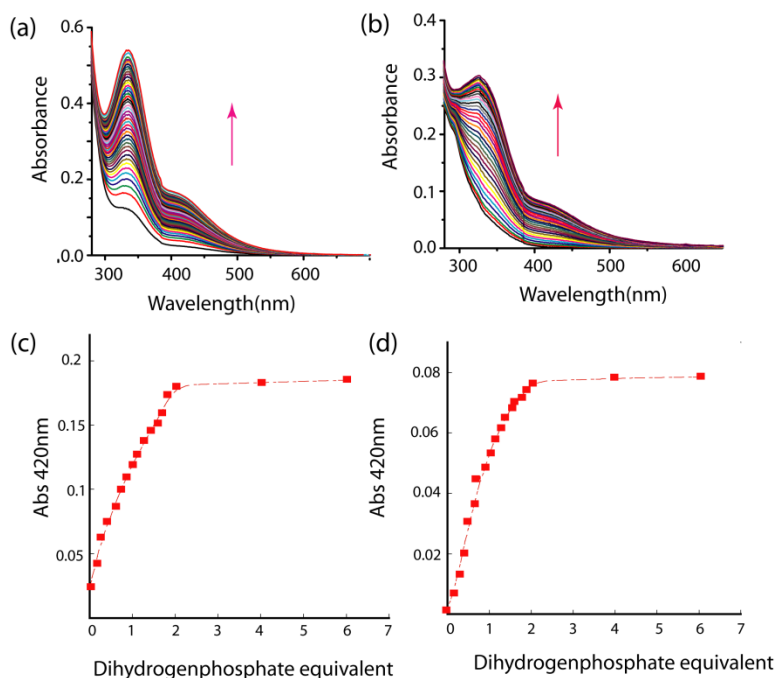 (a)
0.6
0.4
0.2
0.0
Absorbance
300 400 500 600
Wavelength(nm)
(b)
0.4
0.3
0.2
0.1
0.0
Absorbance
300 400 500 600
Wavelength(nm)
(c)
0.2
0.15
0.1
0.05
Abs 420nm
0 1 2 3 4 5 6 7
Dihydrogenphosphate equivalent
(d)
0.08
0.06
0.04
0.02
Abs 420nm
0 1 2 3 4 5 6 7
Dihydrogenphosphate equivalent